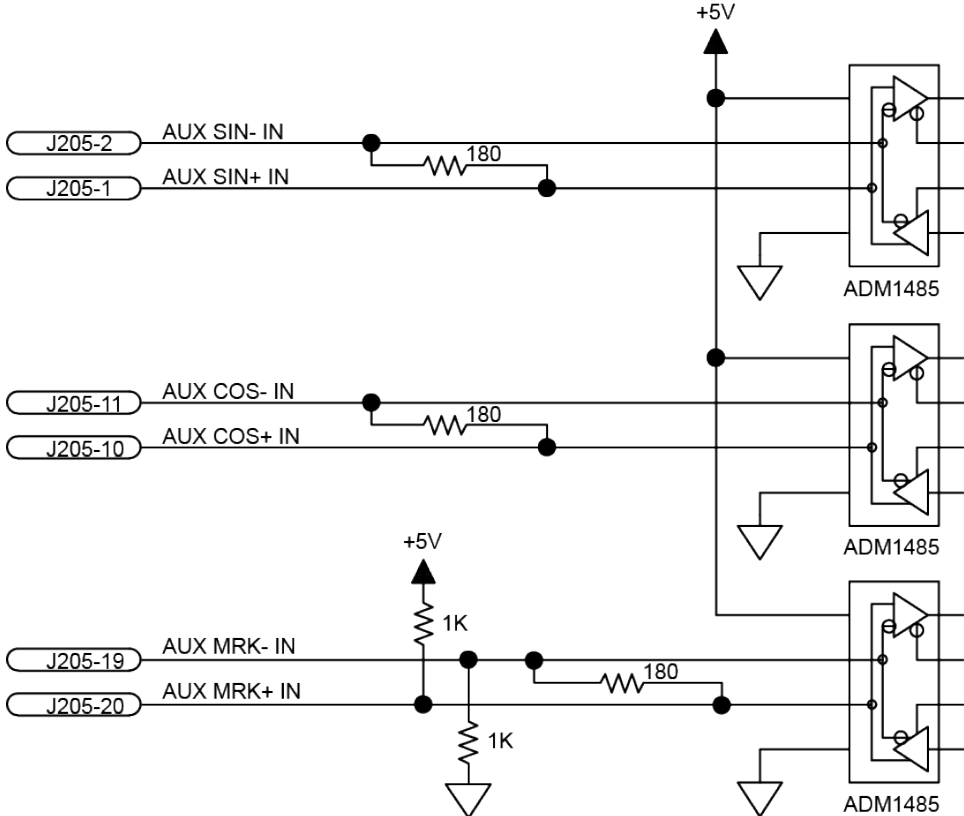 +5V
J205-2 AUX SIN- IN
180
J205-1 AUX SIN+ IN
ADM1485
J205-11 AUX COS- IN
180
J205-10 AUX COS+ IN
+5V
ADM1485
1K
J205-19 AUX MRK- IN
180
J205-20 AUX MRK+ IN
1K
ADM1485